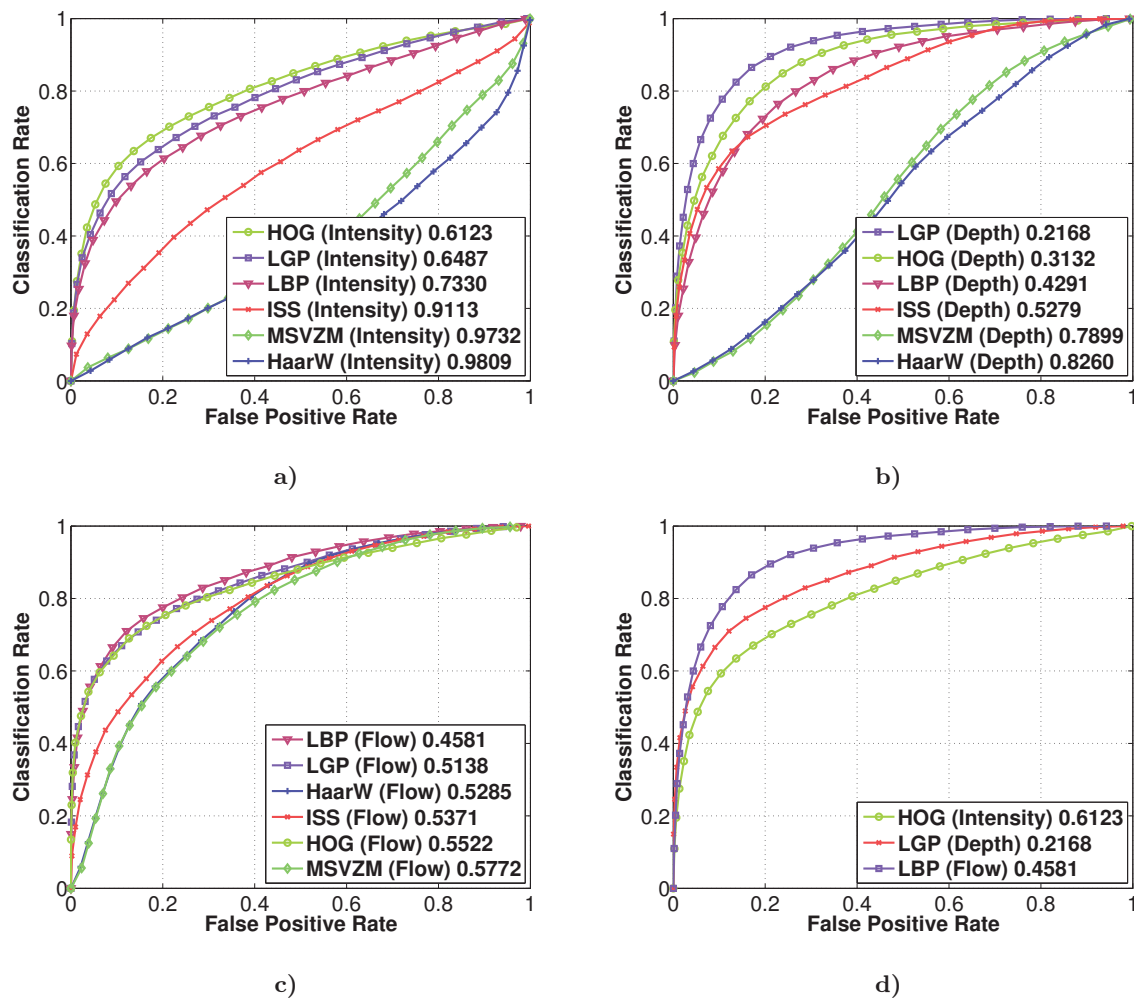 1
0.8
0.6
0.4
0.2
0
0 0.2 0.4 0.6 0.8 1
Classification Rate
False Positive Rate
HOG (Intensity) 0.6123
LGP (Intensity) 0.6487
LBP (Intensity) 0.7330
ISS (Intensity) 0.9113
MSVZM (Intensity) 0.9732
HaarW (Intensity) 0.9809
a)
1
0.8
0.6
0.4
0.2
0
0 0.2 0.4 0.6 0.8 1
Classification Rate
False Positive Rate
LGP (Depth) 0.2168
HOG (Depth) 0.3132
LBP (Depth) 0.4291
ISS (Depth) 0.5279
MSVZM (Depth) 0.7899
HaarW (Depth) 0.8260
b)
1
0.8
0.6
0.4
0.2
0
0 0.2 0.4 0.6 0.8 1
Classification Rate
False Positive Rate
LBP (Flow) 0.4581
LGP (Flow) 0.5138
HaarW (Flow) 0.5285
ISS (Flow) 0.5371
HOG (Flow) 0.5522
MSVZM (Flow) 0.5772
c)
1
0.8
0.6
0.4
0.2
0
0 0.2 0.4 0.6 0.8 1
Classification Rate
False Positive Rate
HOG (Intensity) 0.6123
LGP (Depth) 0.2168
LBP (Flow) 0.4581
d)